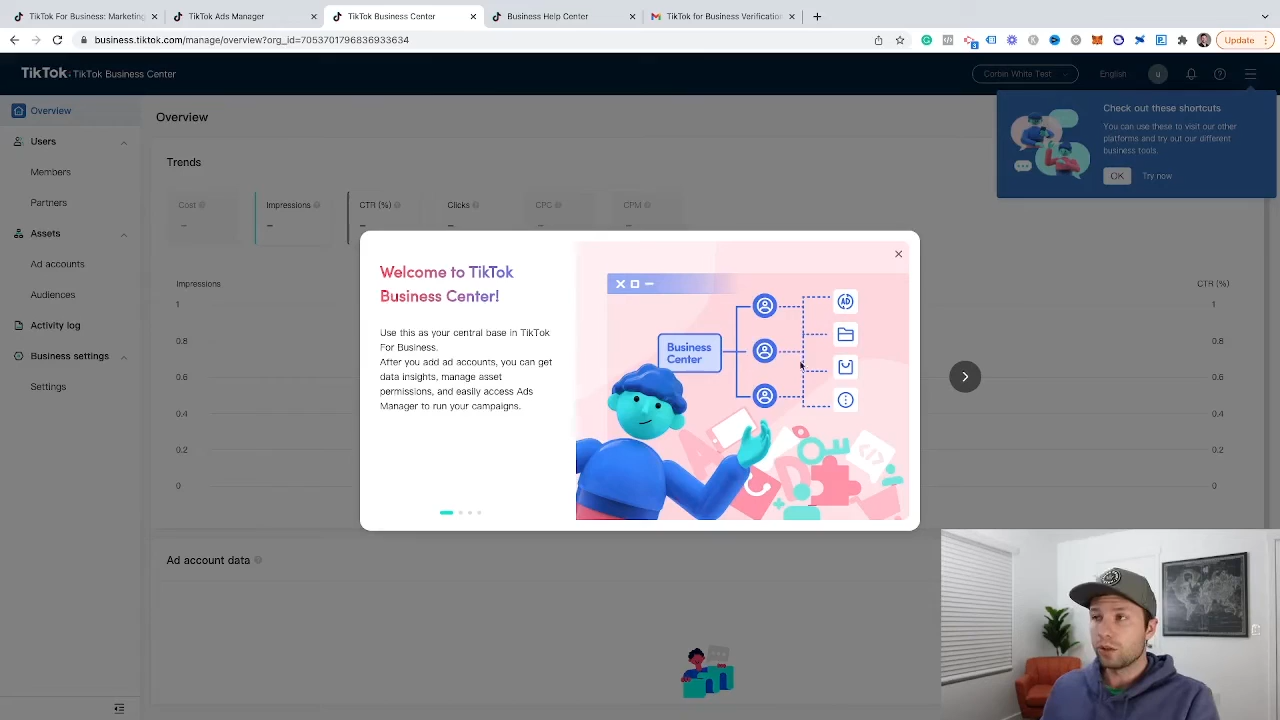 TikTok For Business: Marketing
TikTok Ads Manager
TikTok Business Center
Business Help Center
TikTok for Business Verification
business.tiktok.com/manage/overview?org_id=7053701796836933634
Update
TikTok: TikTok Business Center
Corbin White Test
English
u
Overview
Users
Members
Partners
Assets
Ad accounts
Audiences
Activity log
Business settings
Settings
Overview
Trends
Cost
–
Impressions
–
CTR (%)
–
Clicks
–
CPC
–
CPM
–
Check out these shortcuts
You can use these to visit our other
platforms and try out our different
business tools.
OK
Try now
Impressions
1
0.8
0.6
0.4
0.2
0
CTR (%)
1
0.8
0.6
0.4
0.2
0
Welcome to TikTok
Business Center!
Use this as your central base in TikTok
For Business.
After you add ad accounts, you can get
data insights, manage asset
permissions, and easily access Ads
Manager to run your campaigns.
Business
Center
AD
Ad account data